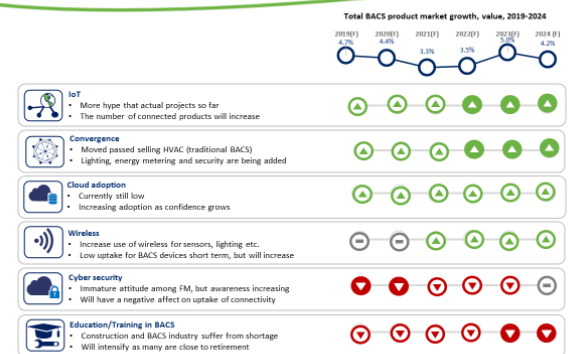 Total BACS product market growth, value, 2019-2024
2019(F) 2020(F) 2021(F) 2022(F) 2023(F) 2024 (F)
4.7% 4.4% 3.3% 3.5% 5.0% 4.2%
IoT
• More hype that actual projects so far
• The number of connected products will increase
Convergence
• Moved passed selling HVAC (traditional BACS)
• Lighting, energy metering and security are being added
Cloud adoption
• Currently still low
• Increasing adoption as confidence grows
Wireless
• Increase use of wireless for sensors, lighting etc.
• Low uptake for BACS devices short term, but will increase
Cyber security
• Immature attitude among FM, but awareness increasing
• Will have a negative affect on uptake of connectivity
Education/Training in BACS
• Construction and BACS industry suffer from shortage
• Will intensify as many are close to retirement